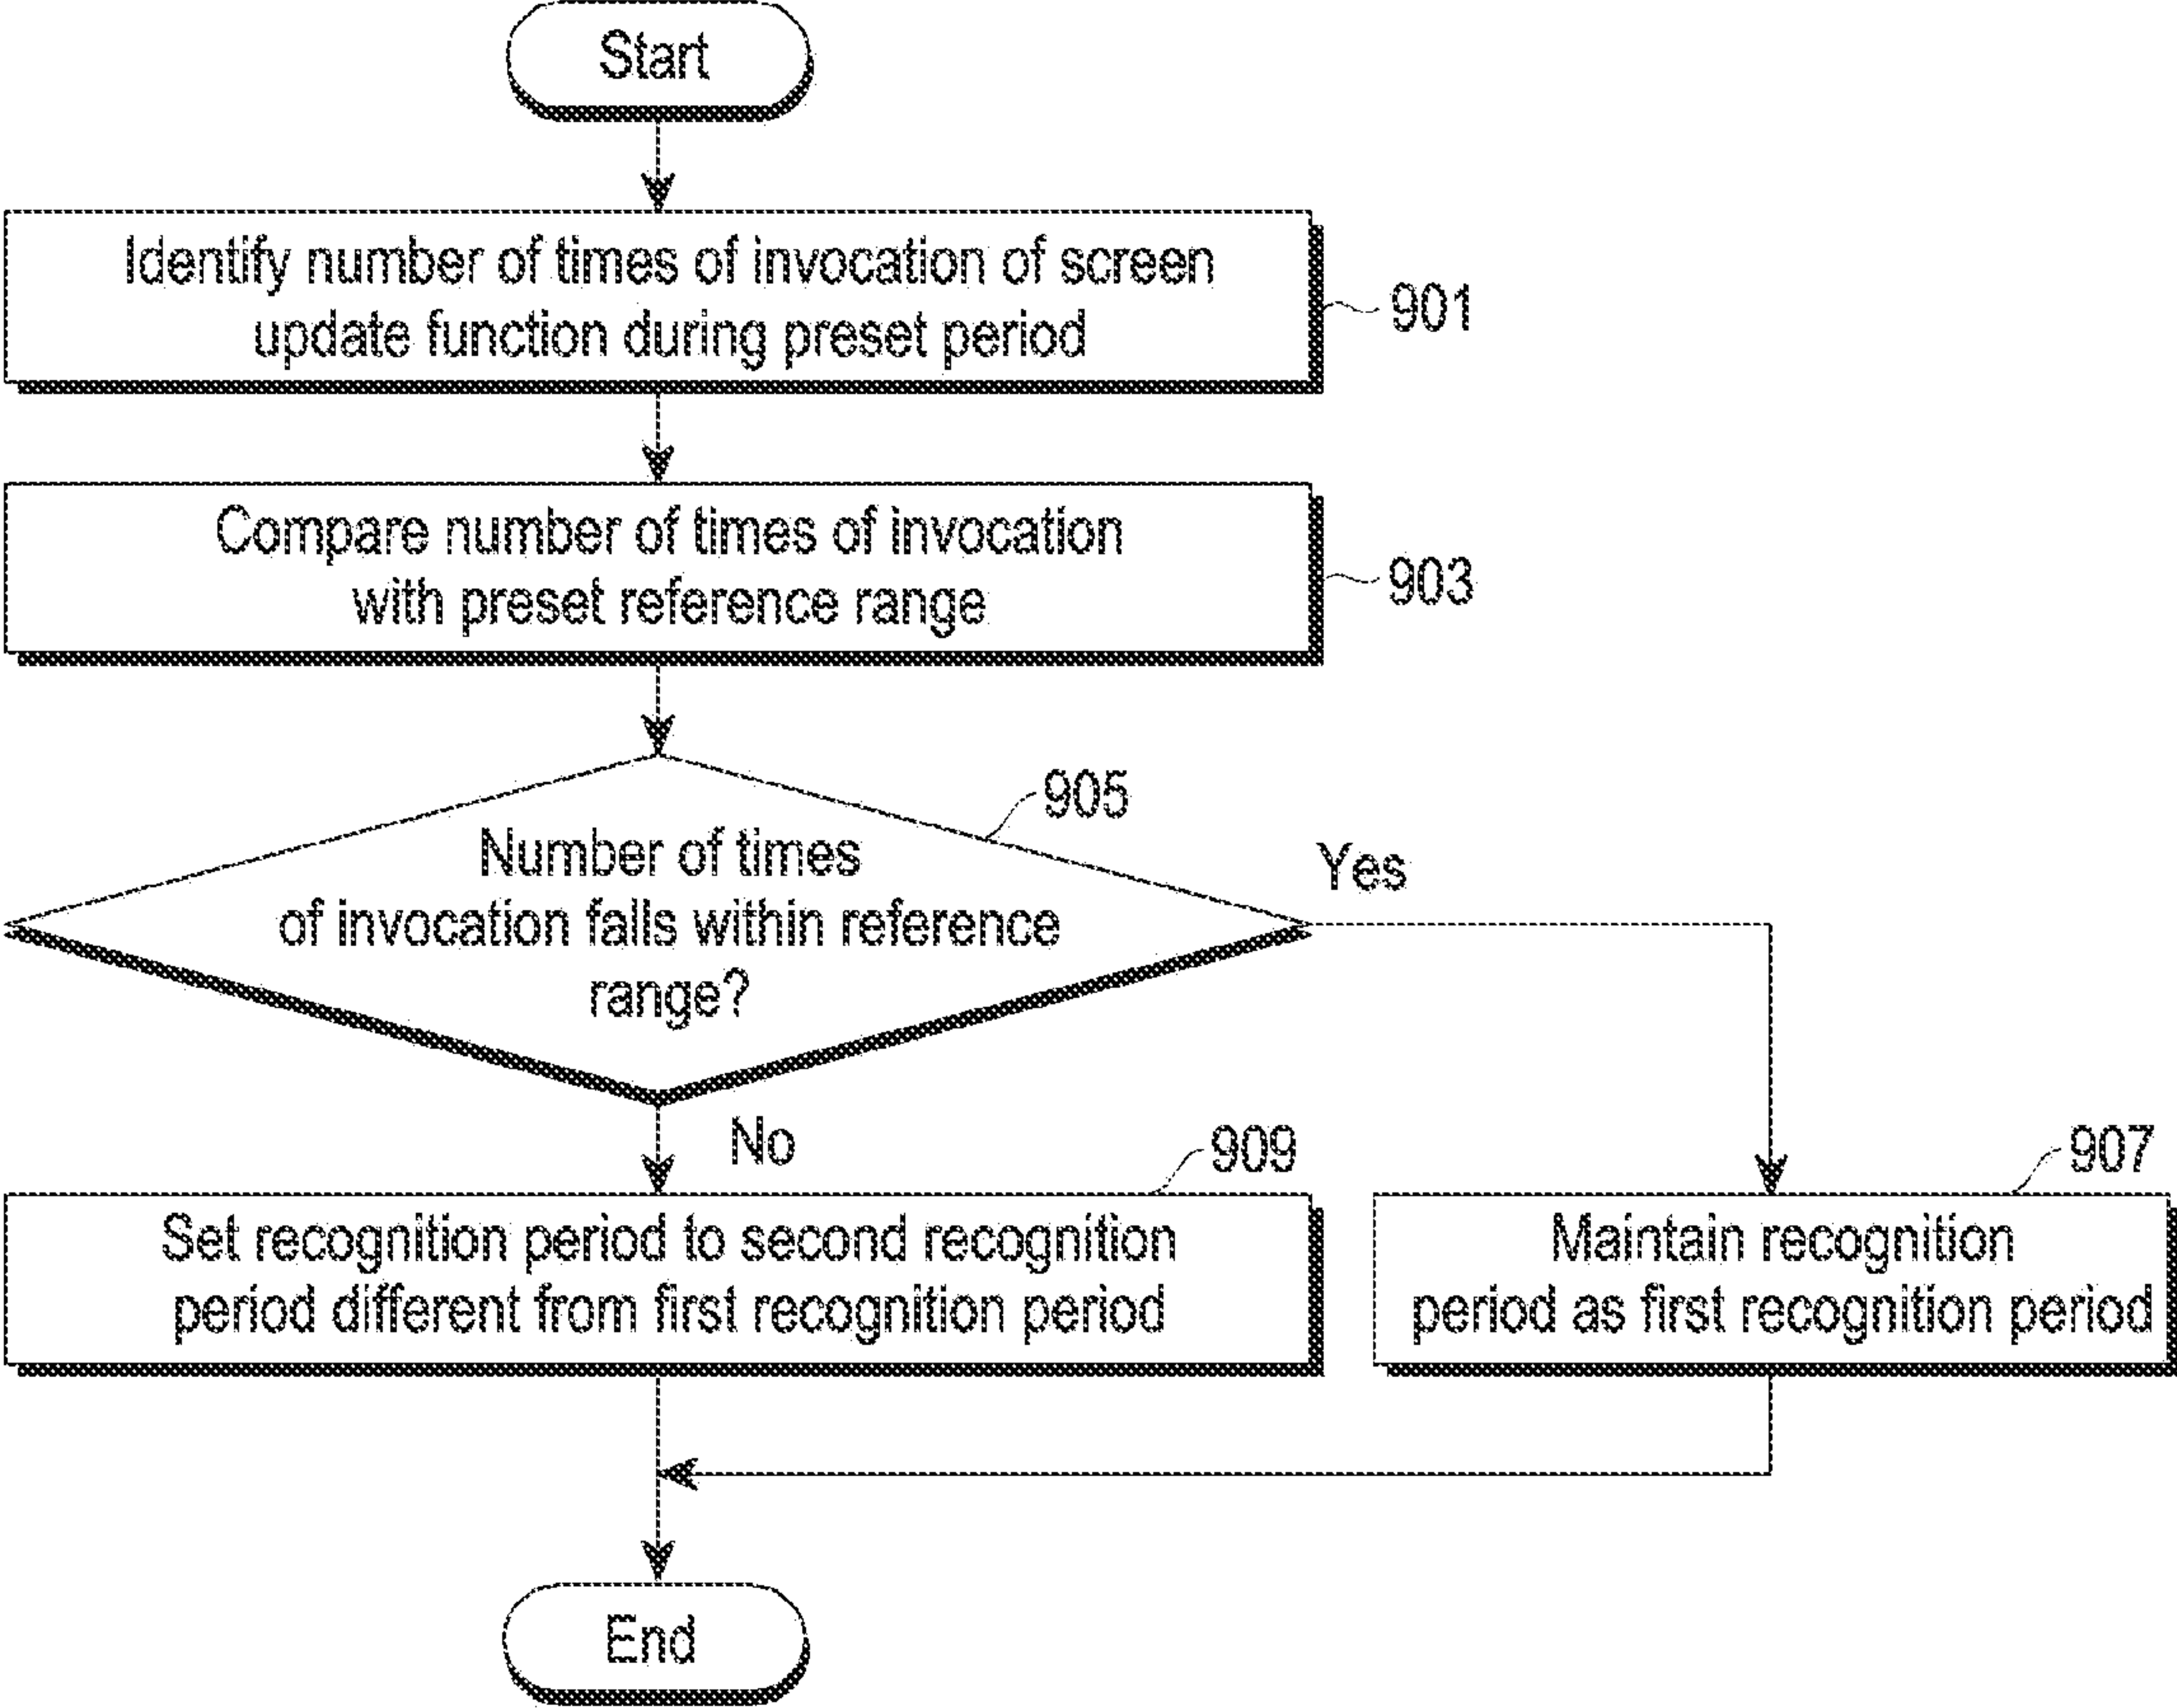 Start
Identify number of times of invocation of screen
update function during preset period
901
Compare number of times of invocation
with preset reference range
903
905
Number of times
of invocation falls within reference
range?
Yes
No
909
Set recognition period to second recognition
period different from first recognition period
907
Maintain recognition
period as first recognition period
End